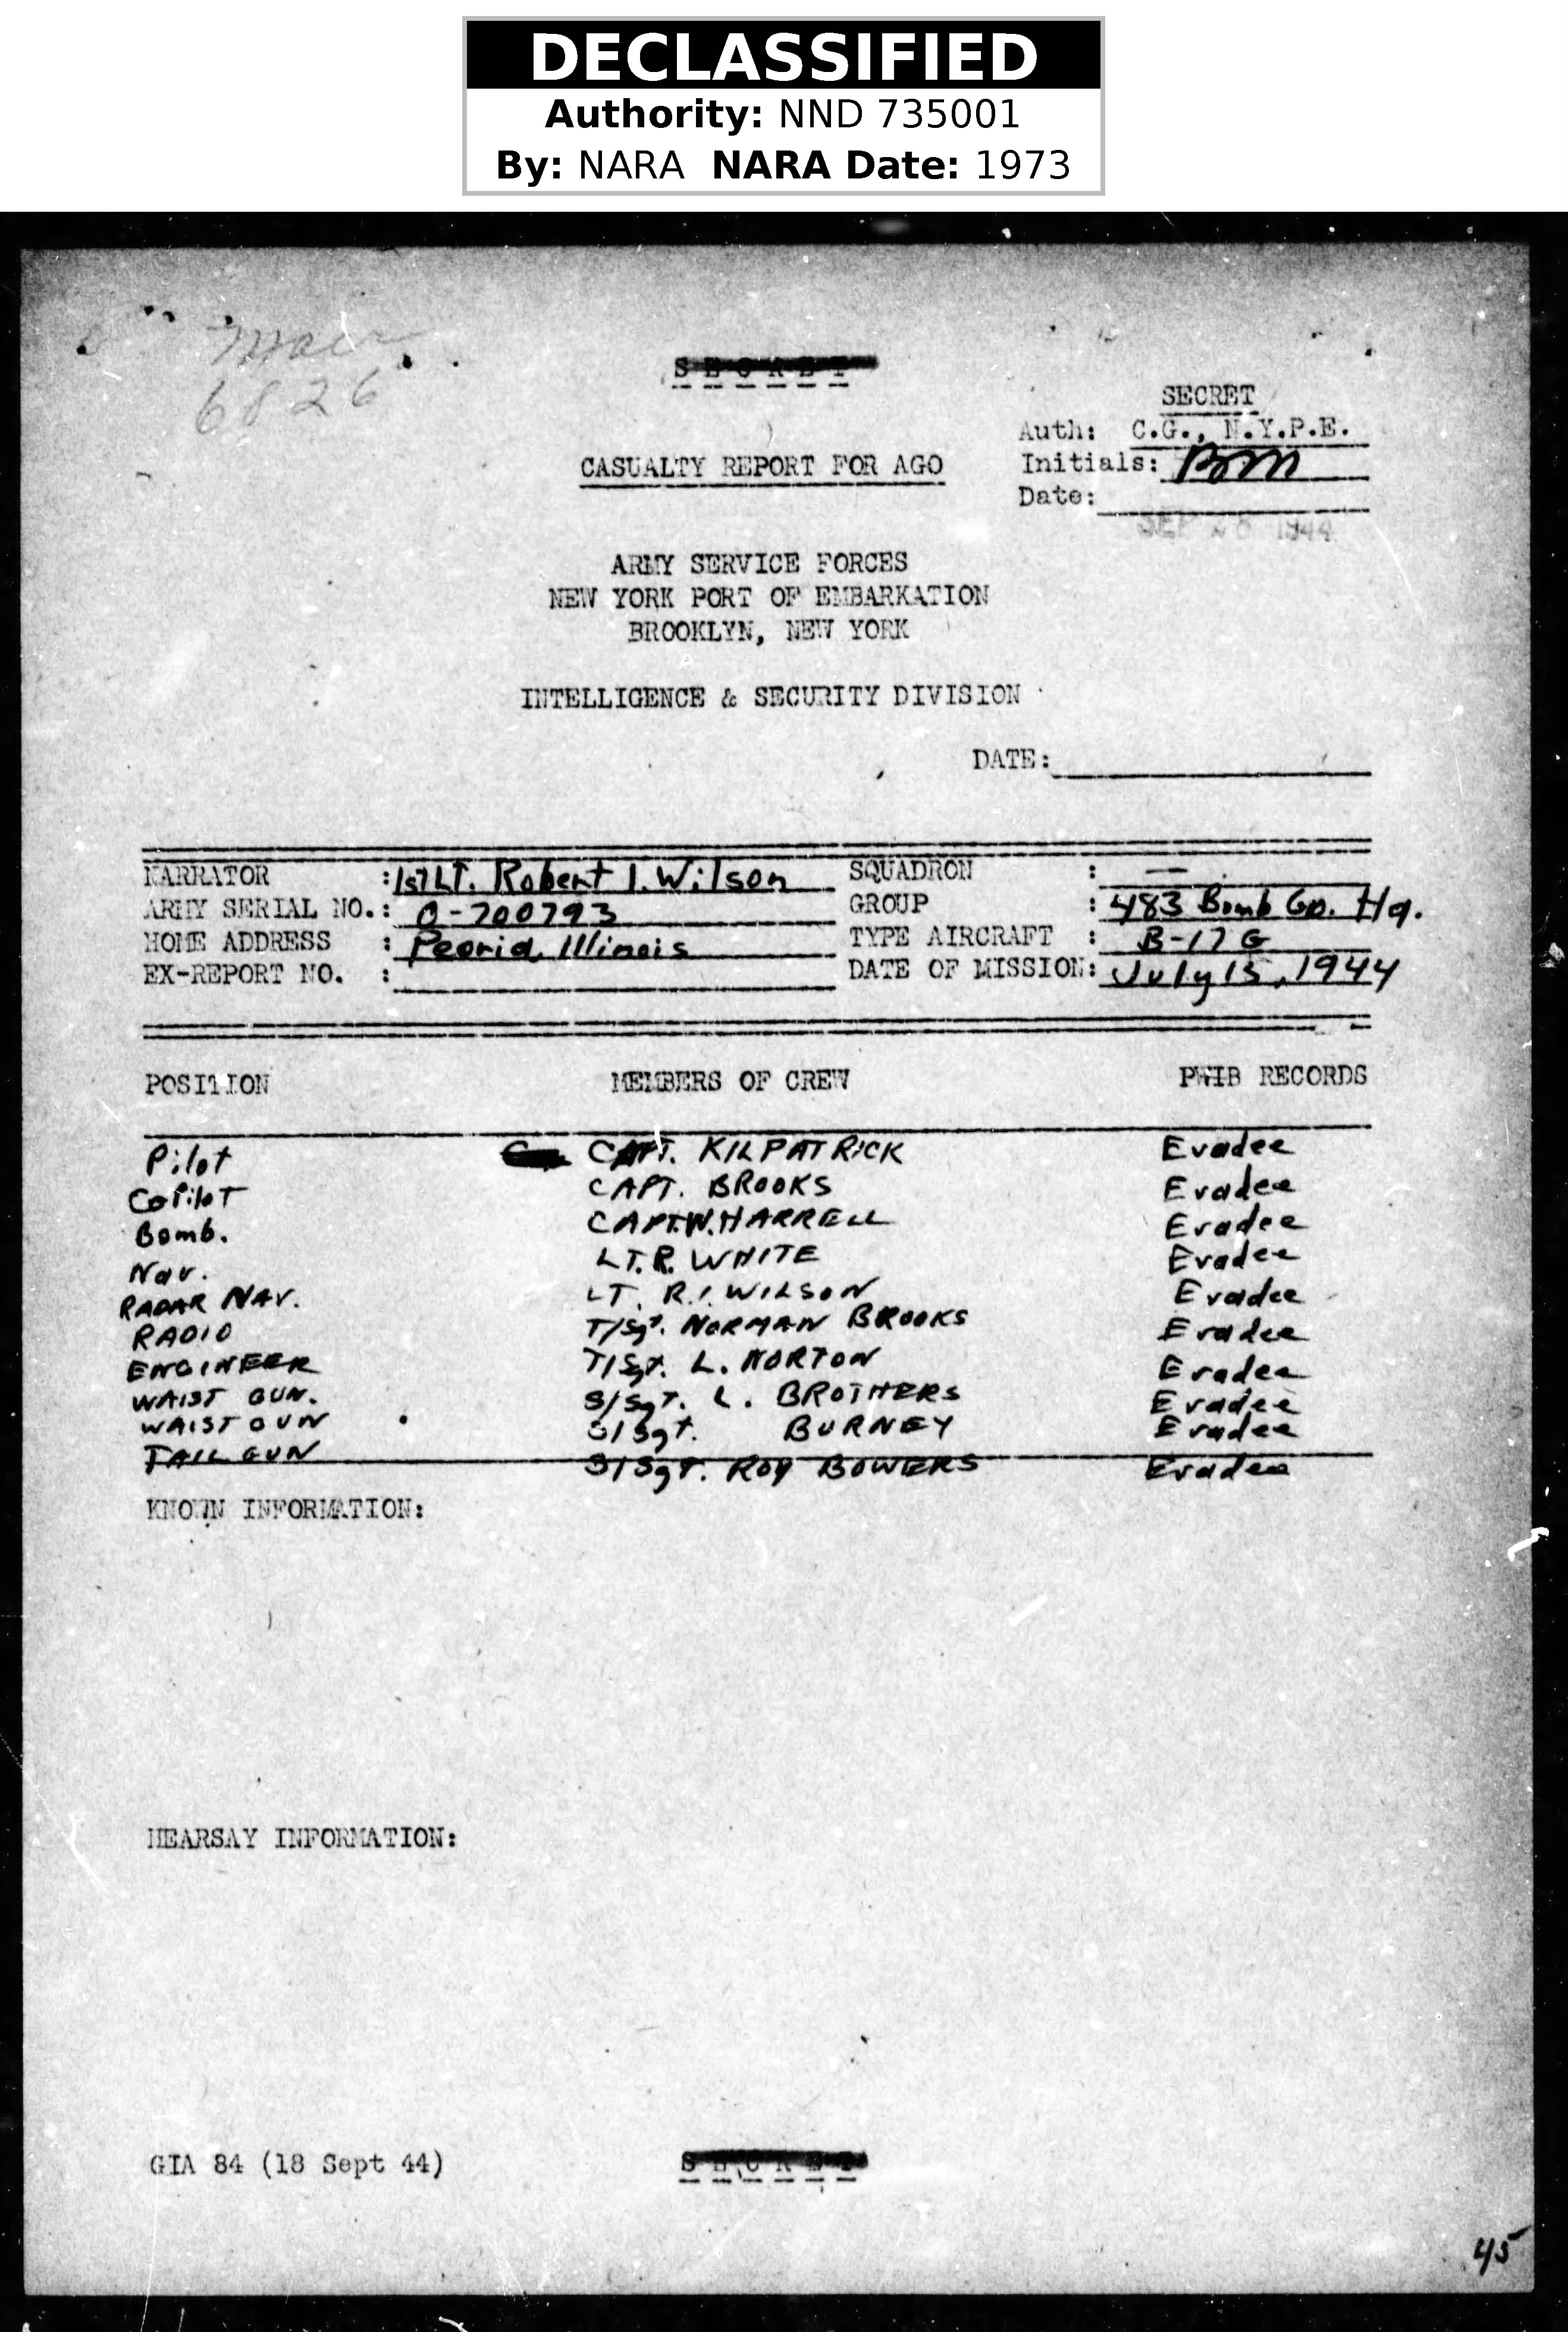 DECLASSIFIED
Authority: NND 735001
By: NARA NARA Date: 1973
Macr
6826
SECRET
SECRET
Auth: C.G., N.Y.P.E.
Initials: BM
Date:
SEP 26 1944
CASUALTY REPORT FOR AGO
ARMY SERVICE FORCES
NEW YORK PORT OF EMBARKATION
BROOKLYN, NEW YORK
INTELLIGENCE & SECURITY DIVISION
DATE:
NARRATOR : 1st LT. Robert I. Wilson SQUADRON : —
ARMY SERIAL NO.: O-700793 GROUP : 483 Bomb Gp. Hq.
HOME ADDRESS : Peoria, Illinois TYPE AIRCRAFT : B-17 G
EX-REPORT NO. : DATE OF MISSION: July 15, 1944
POSITION MEMBERS OF CREW PWIB RECORDS
Pilot CAPT. KILPATRICK Evadee
CoPiloT CAPT. BROOKS Evadee
Bomb. CAPT. W. HARRELL Evadee
Nav. LT. R. WHITE Evadee
RADAR NAV. LT. R.I. WILSON Evadee
RADIO T/Sgt. NORMAN BROOKS Evadee
ENGINEER T/Sgt. L. NORTON Evadee
WAIST GUN. S/Sgt. L. BROTHERS Evadee
WAIST GUN S/Sgt. BURNEY Evadee
TAIL GUN S/Sgt. ROY BOWERS Evadee
KNOWN INFORMATION:
HEARSAY INFORMATION:
GIA 84 (18 Sept 44)
SECRET
45